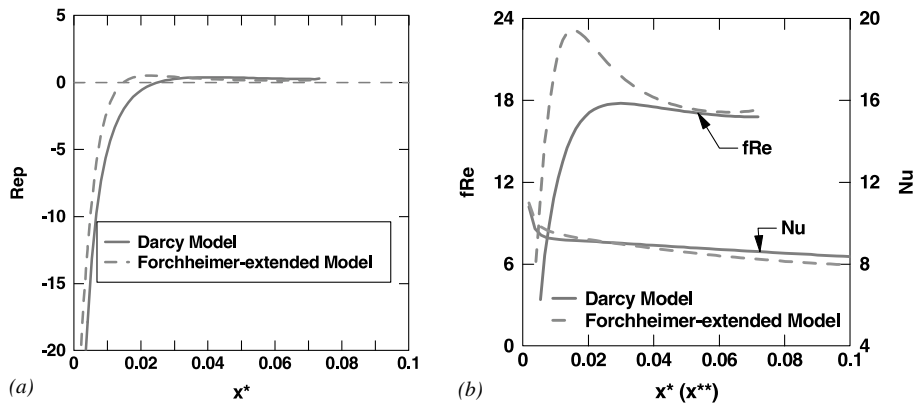 5
0
-5
-10
-15
-20
Rep
Darcy Model
Forchheimer-extended Model
0 0.02 0.04 0.06 0.08 0.1
x*
(a)
24
18
12
6
0
fRe
20
16
12
8
4
Nu
fRe
Nu
Darcy Model
Forchheimer-extended Model
0 0.02 0.04 0.06 0.08 0.1
x* (x**)
(b)